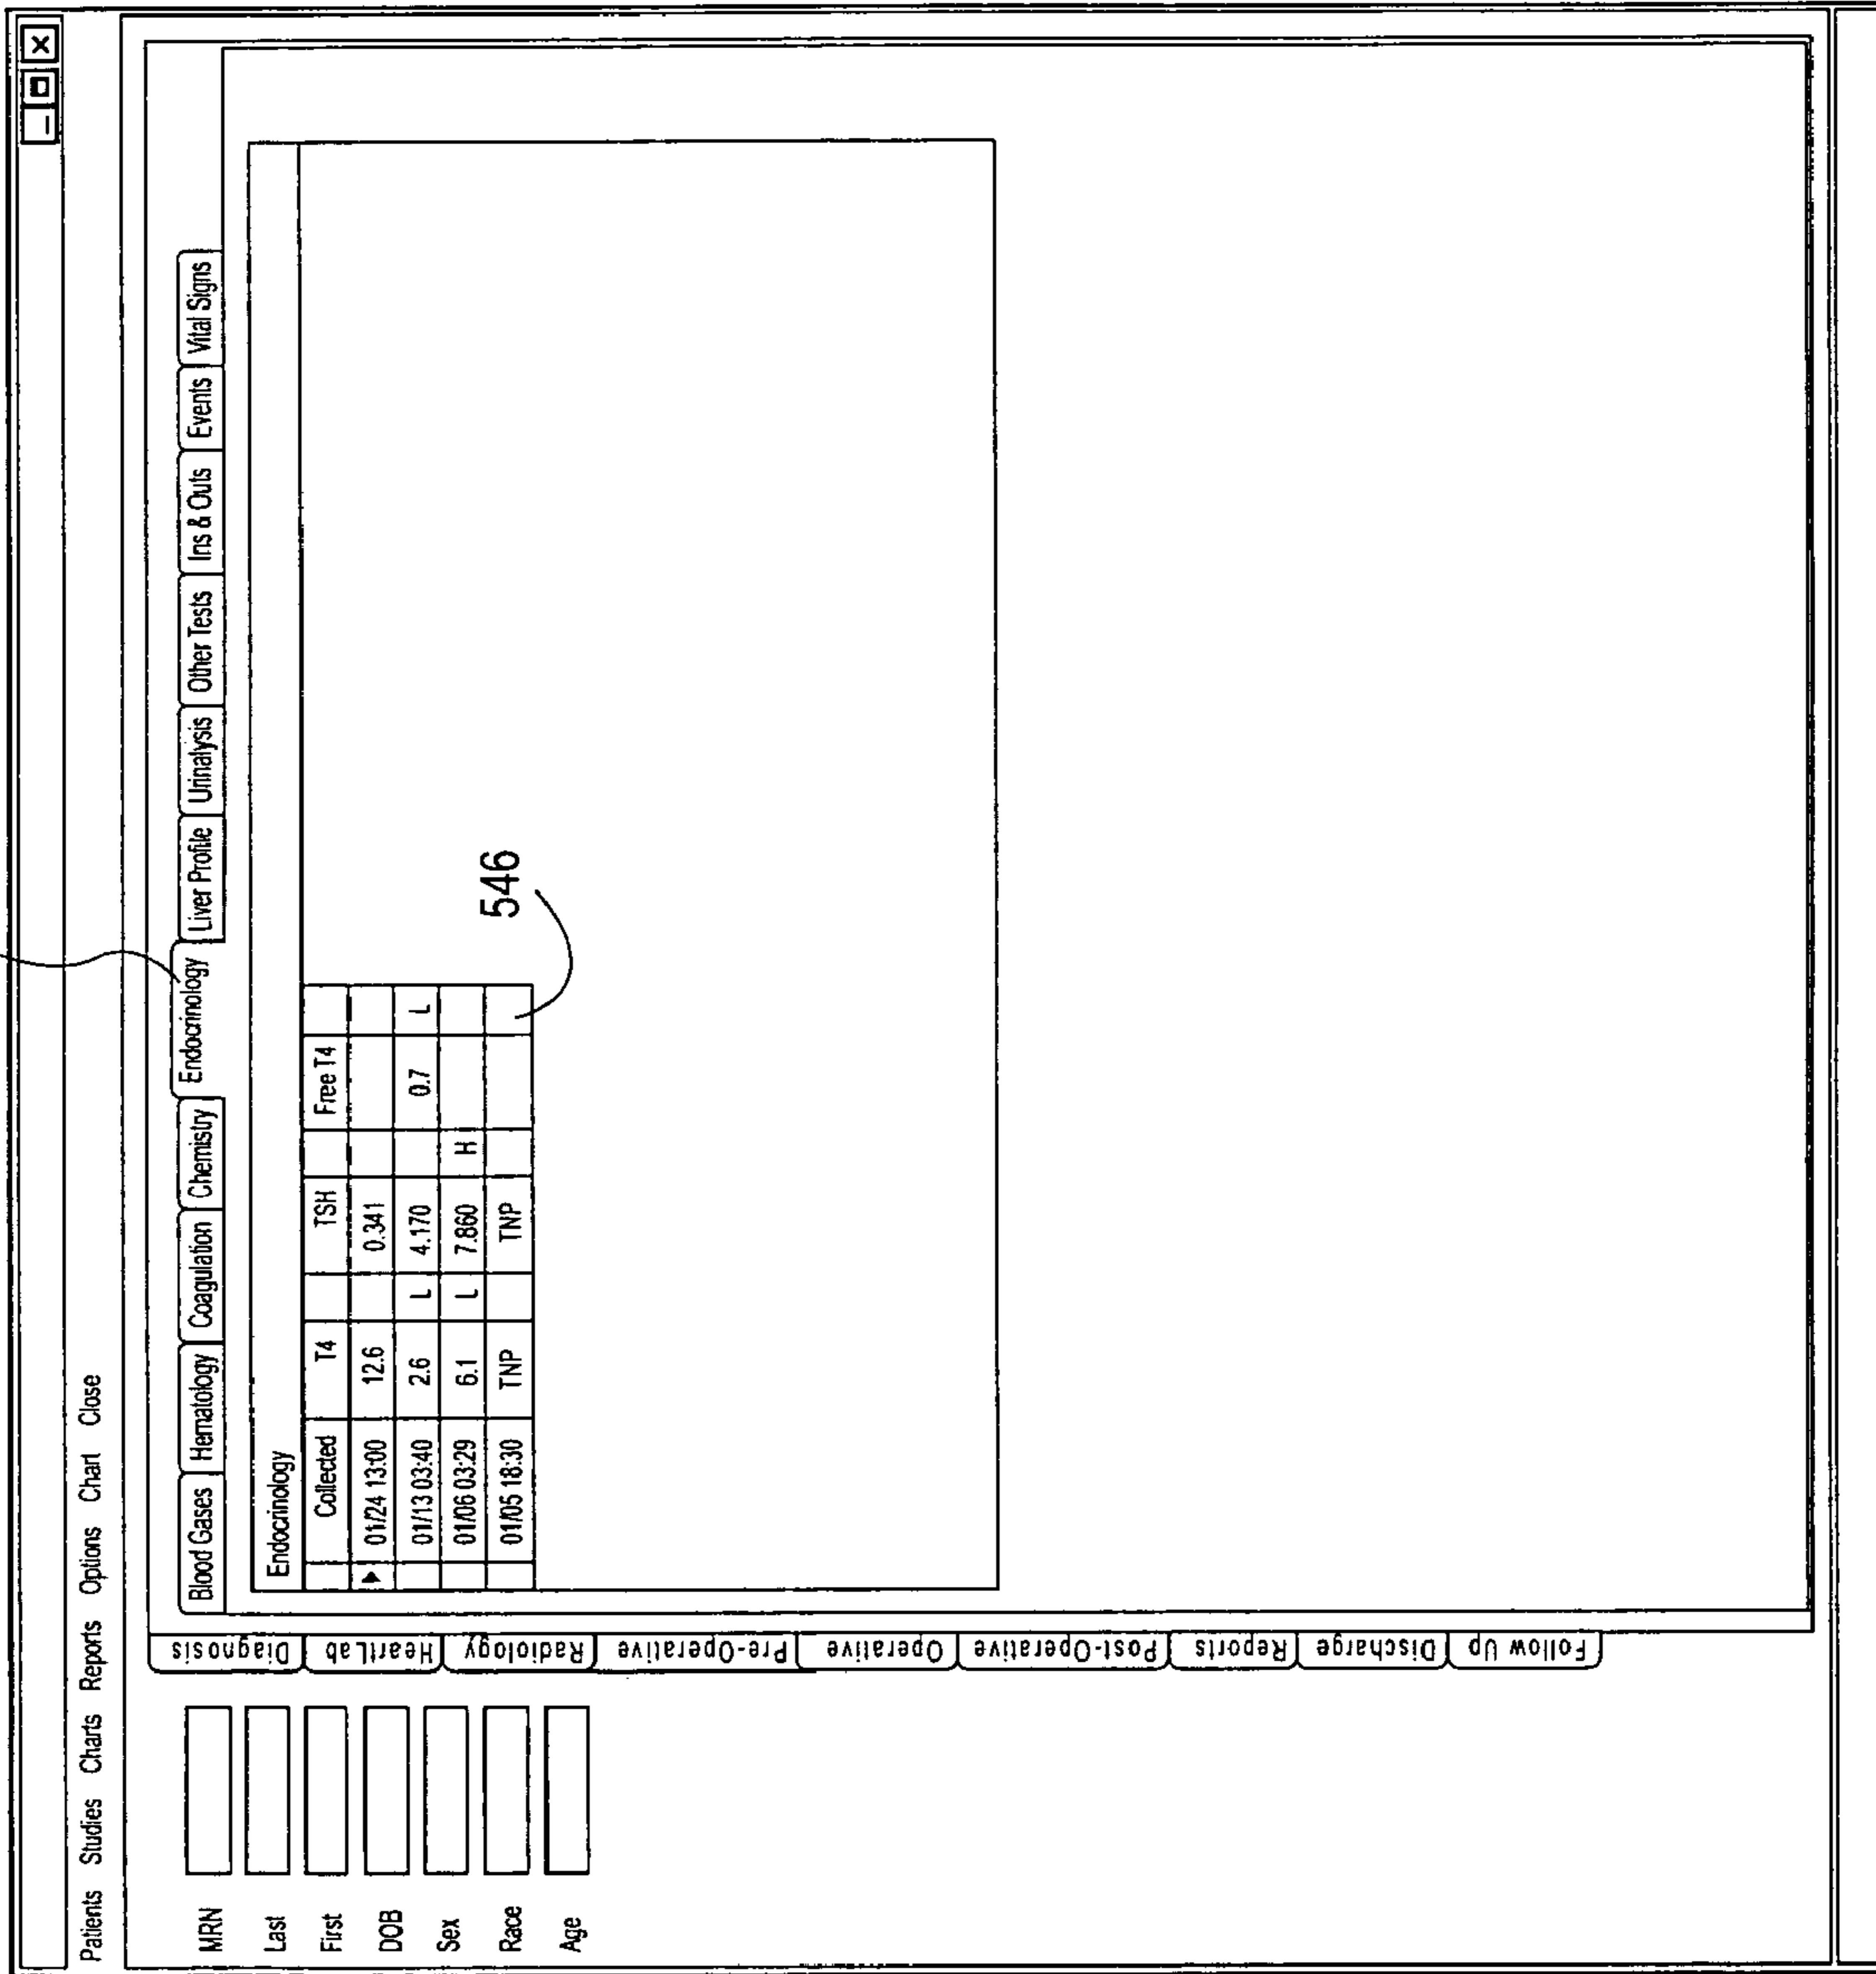 Patients Studies Charts Reports Options Chart Close
Blood Gases Hematology Coagulation Chemistry Endocrinology Liver Profile Urinalysis Other Tests Ins & Outs Events Vital Signs
MRN
Last
First
DOB
Sex
Race
Age
Diagnosis
HeartLab
Radiology
Pre-Operative
Operative
Post-Operative
Reports
Discharge
Follow Up
Endocrinology
Collected T4 TSH Free T4
01/24 13:00 12.6 0.341
01/13 03:40 2.6 L 4.170 0.7 L
01/06 03:29 6.1 L 7.860 H
01/05 18:30 TNP TNP
546